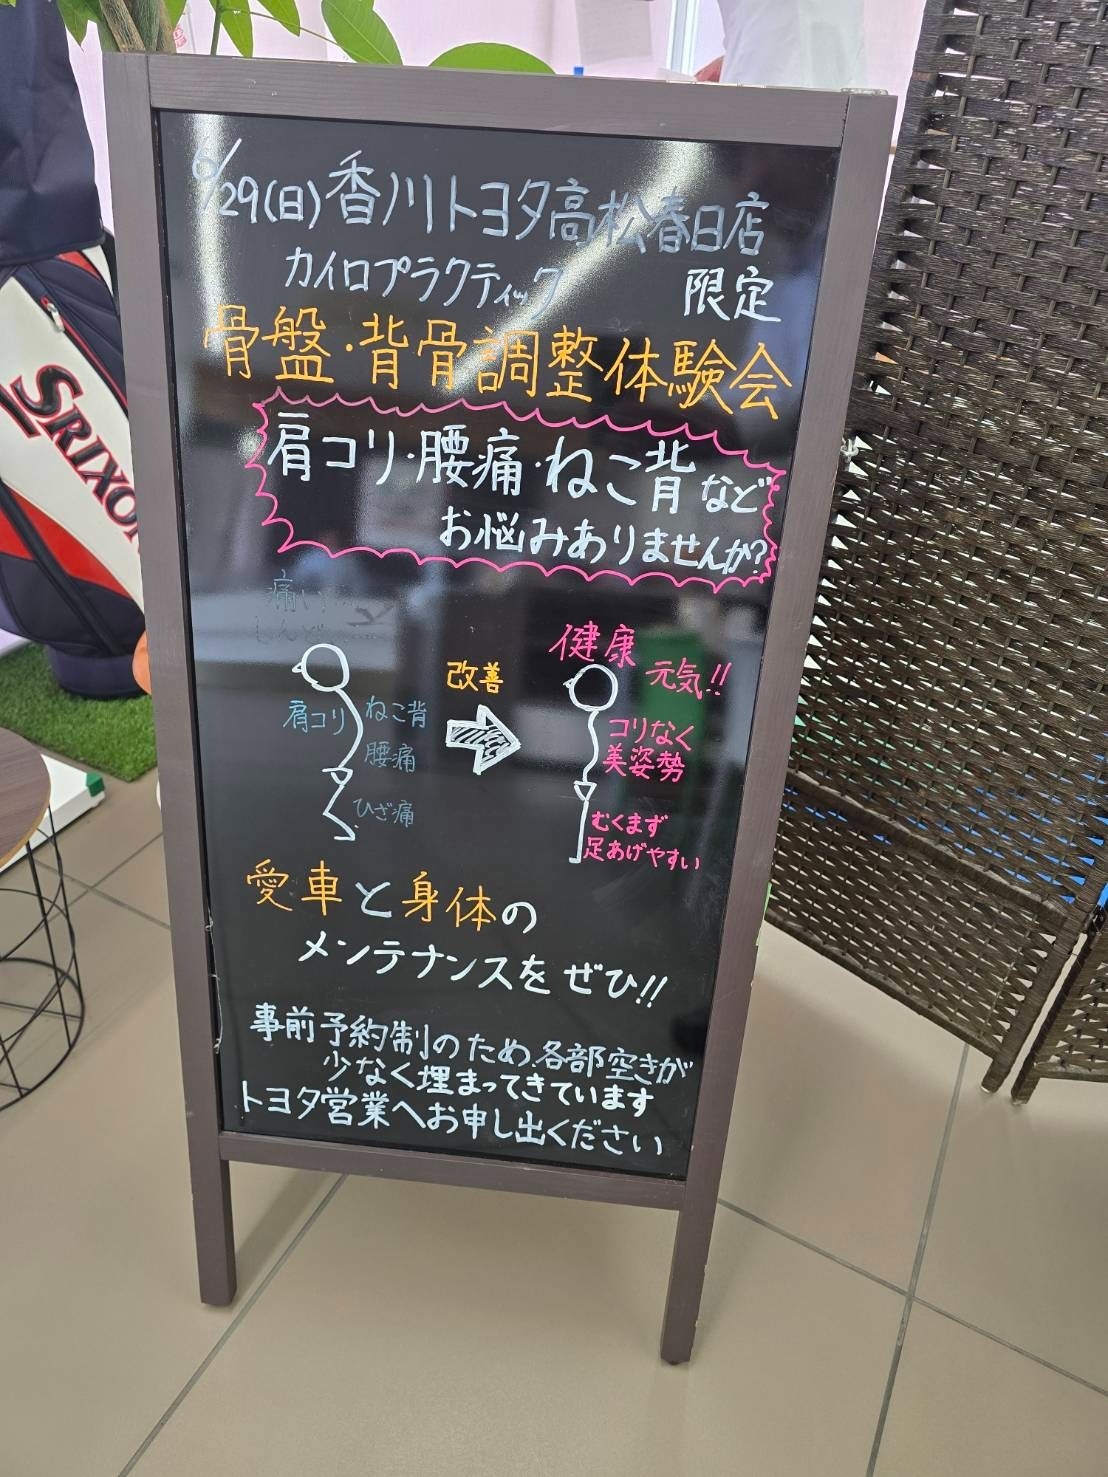 6/29(日)香川トヨタ高松春日店
カイロプラクティック 限定
骨盤・背骨調整体験会
肩コリ・腰痛・ねこ背など
お悩みありませんか?
痛い
しんどい
肩コリ
ねこ背
腰痛
ひざ痛
改善
健康
元気!!
コリなく
美姿勢
むくまず
足あげやすい
愛車と身体の
メンテナンスをぜひ!!
事前予約制のため、各部空きが
少なく埋まってきています
トヨタ営業へお申し出ください
SRIXON